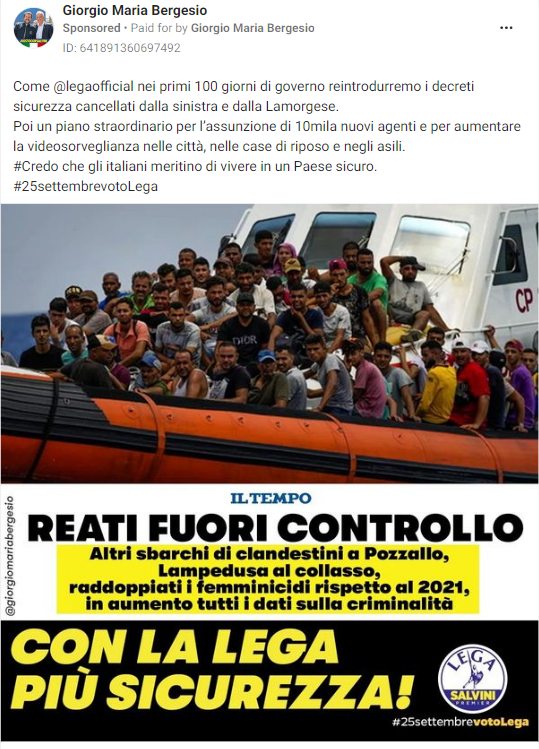 Giorgio Maria Bergesio
Sponsored • Paid for by Giorgio Maria Bergesio
ID: 641891360697492
Come @legaofficial nei primi 100 giorni di governo reintrodurremo i decreti
sicurezza cancellati dalla sinistra e dalla Lamorgese.
Poi un piano straordinario per l’assunzione di 10mila nuovi agenti e per aumentare
la videosorveglianza nelle città, nelle case di riposo e negli asili.
#Credo che gli italiani meritino di vivere in un Paese sicuro.
#25settembrevotoLega
CP
DIOR
@giorgiomariabergesio
IL TEMPO
REATI FUORI CONTROLLO
Altri sbarchi di clandestini a Pozzallo,
Lampedusa al collasso,
raddoppiati i femminicidi rispetto al 2021,
in aumento tutti i dati sulla criminalità
CON LA LEGA
PIÙ SICUREZZA!
LEGA
SALVINI
PREMIER
#25settembrevotoLega